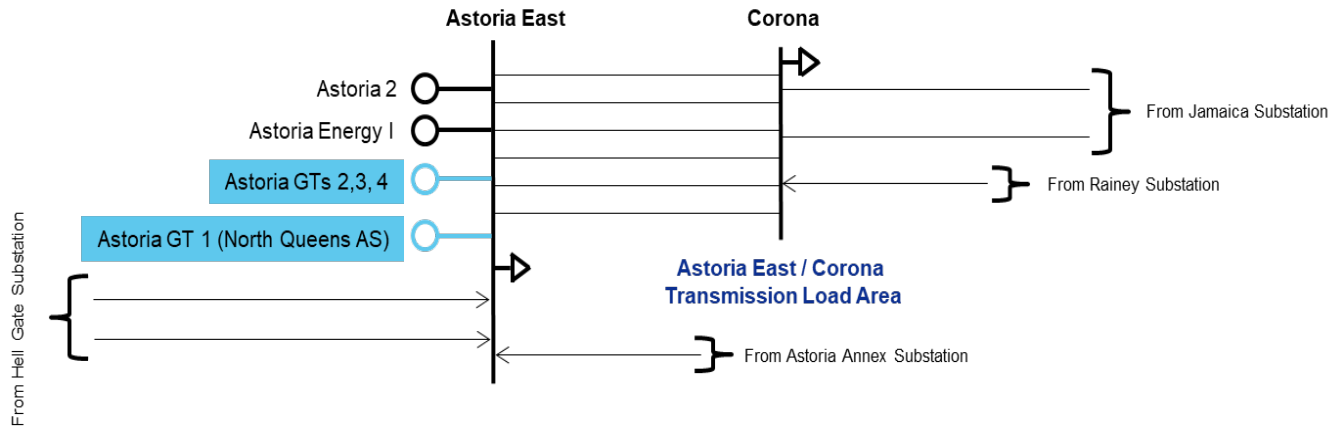 Astoria East
Corona
Astoria 2
Astoria Energy I
Astoria GTs 2,3, 4
Astoria GT 1 (North Queens AS)
From Jamaica Substation
From Rainey Substation
From Hell Gate Substation
Astoria East / Corona
Transmission Load Area
From Astoria Annex Substation